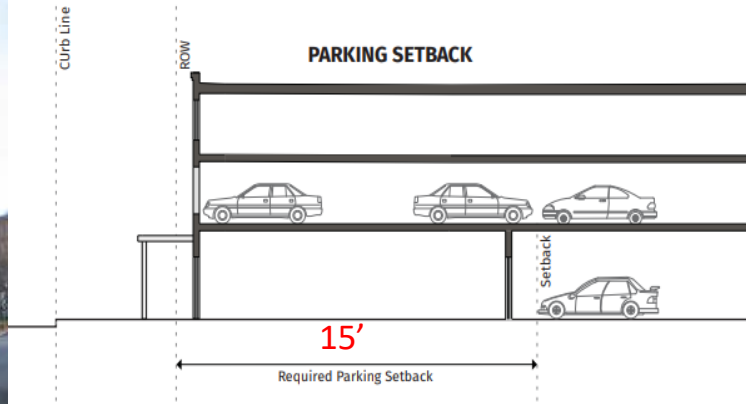 CUrb Line
ROW
PARKING SETBACK
Setback
15’
Required Parking Setback